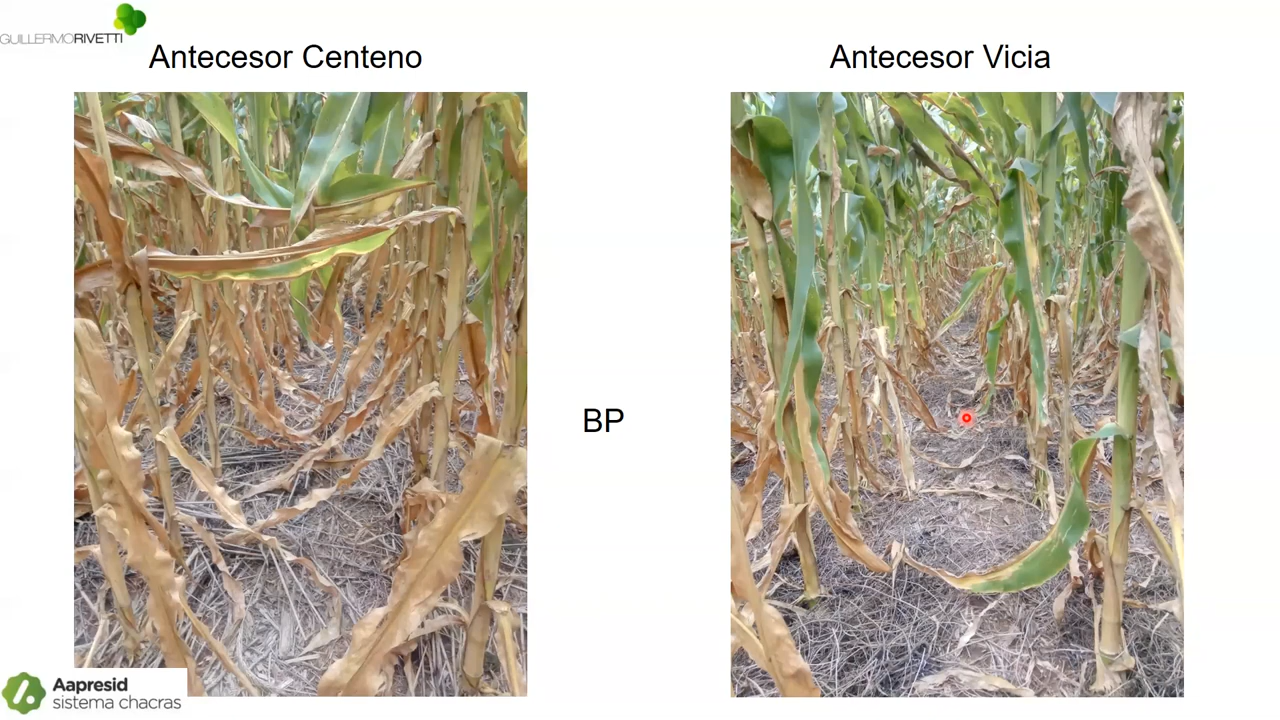 GUILLERMORIVETTI
Antecesor Centeno
Antecesor Vicia
BP
Aapresid
sistema chacras